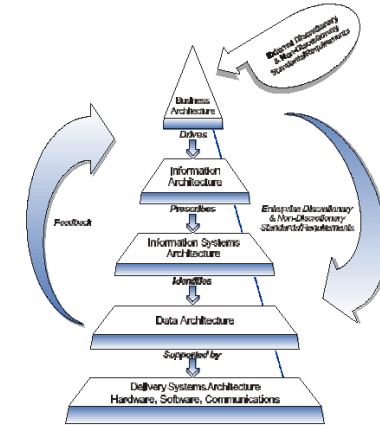 External Discretionary
& Non-Discretionary
Standards/Requirements
Business
Architecture
Drives
Information
Architecture
Prescribes
Feedback
Enterprise Discretionary
& Non-Discretionary
Standards/Requirements
Information Systems
Architecture
Identifies
Data Architecture
Supported by
Delivery Systems Architecture
Hardware, Software, Communications